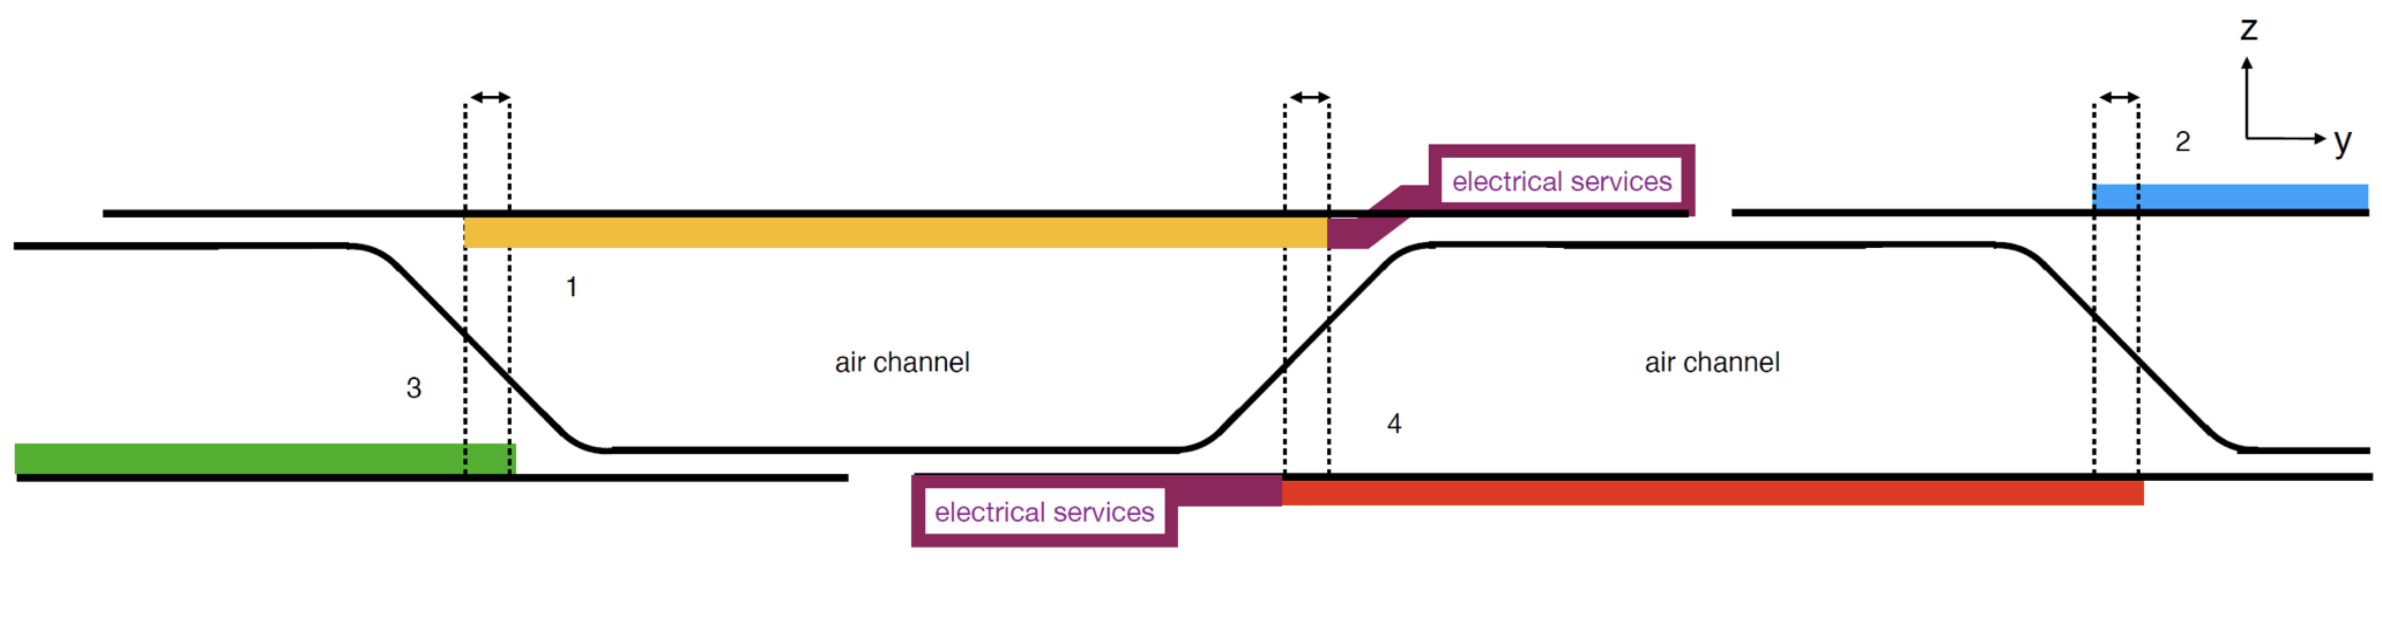 z
2
y
electrical services
1
air channel
air channel
3
4
electrical services